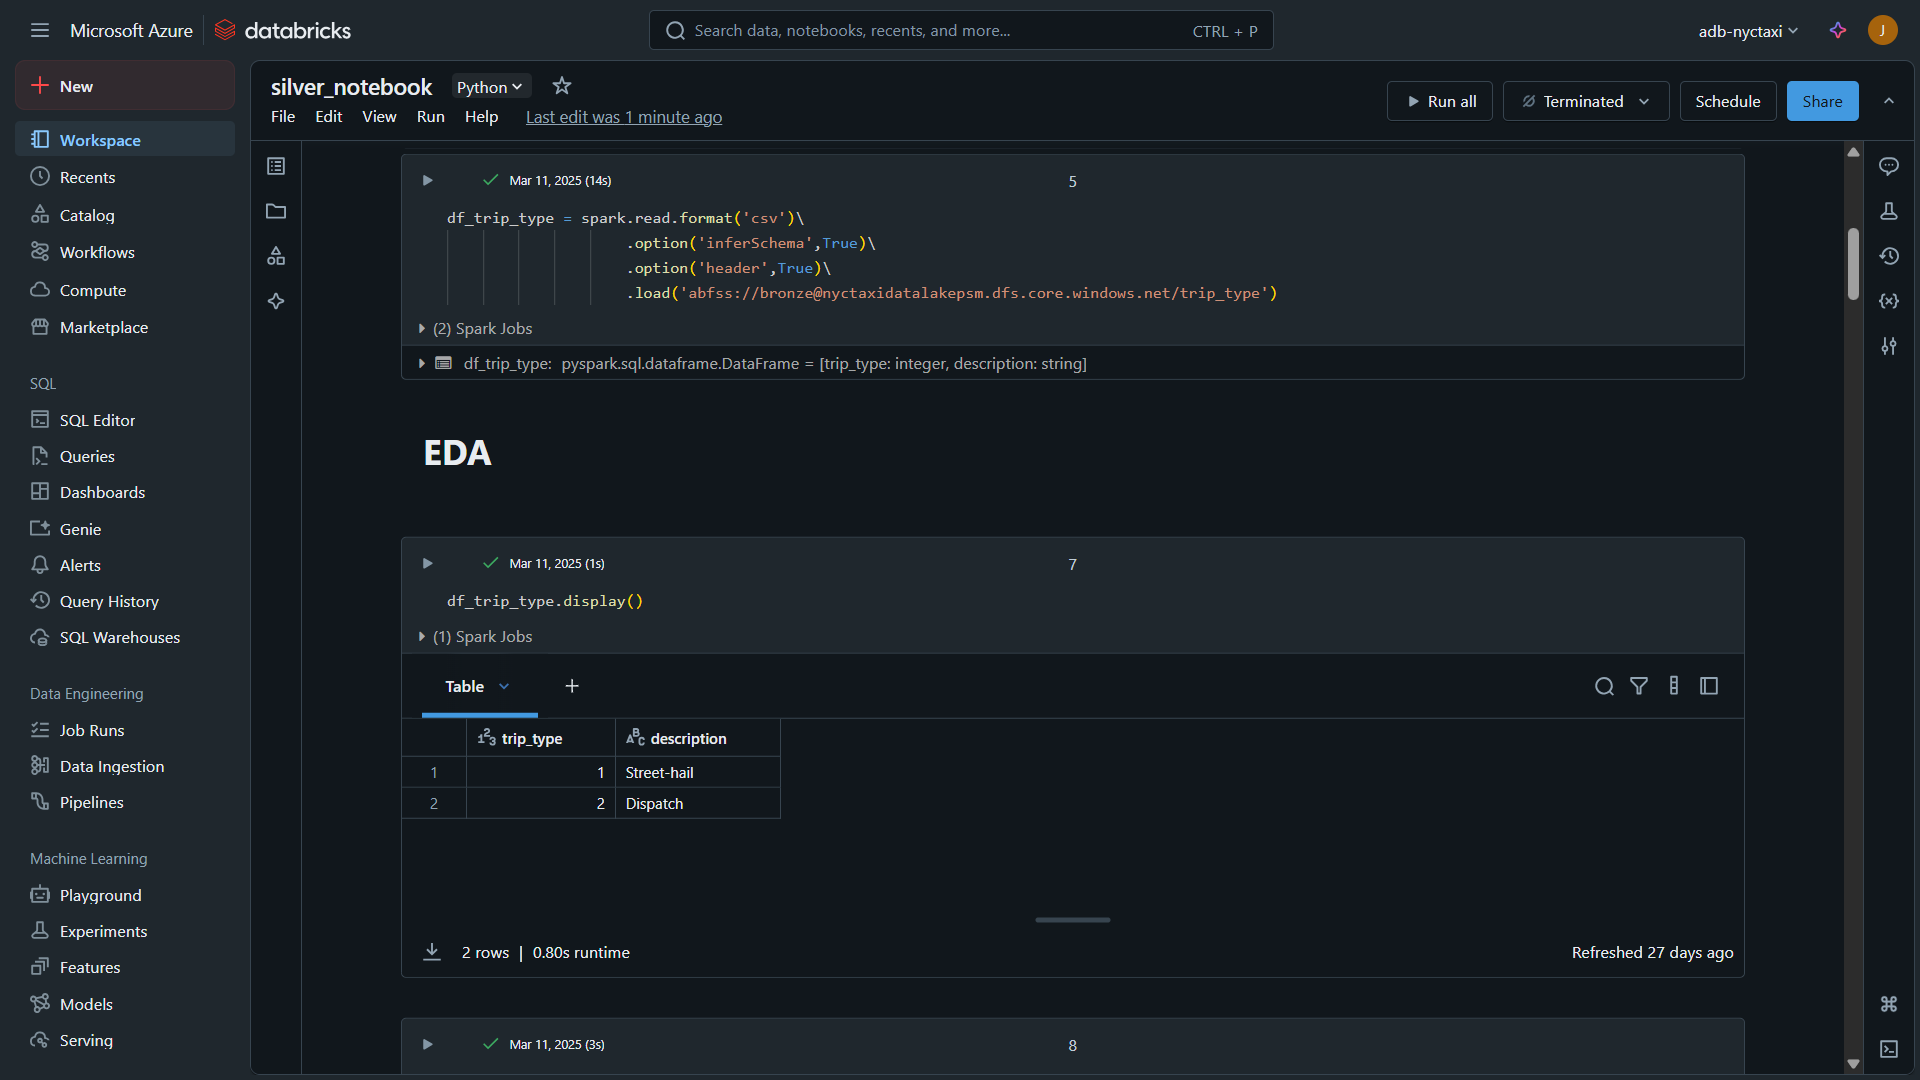 Microsoft Azure
databricks
Search data, notebooks, recents, and more...
CTRL + P
adb-nyctaxi
J
New
Workspace
Recents
Catalog
Workflows
Compute
Marketplace
SQL
SQL Editor
Queries
Dashboards
Genie
Alerts
Query History
SQL Warehouses
Data Engineering
Job Runs
Data Ingestion
Pipelines
Machine Learning
Playground
Experiments
Features
Models
Serving
silver_notebook
Python
File Edit View Run Help Last edit was 1 minute ago
Run all
Terminated
Schedule
Share
Mar 11, 2025 (14s)
5
df_trip_type = spark.read.format('csv')\
.option('inferSchema',True)\
.option('header',True)\
.load('abfss://bronze@nyctaxidatalakepsm.dfs.core.windows.net/trip_type')
(2) Spark Jobs
df_trip_type: pyspark.sql.dataframe.DataFrame = [trip_type: integer, description: string]
EDA
Mar 11, 2025 (1s)
7
df_trip_type.display()
(1) Spark Jobs
Table
trip_type description
1 1 Street-hail
2 2 Dispatch
2 rows | 0.80s runtime
Refreshed 27 days ago
Mar 11, 2025 (3s)
8